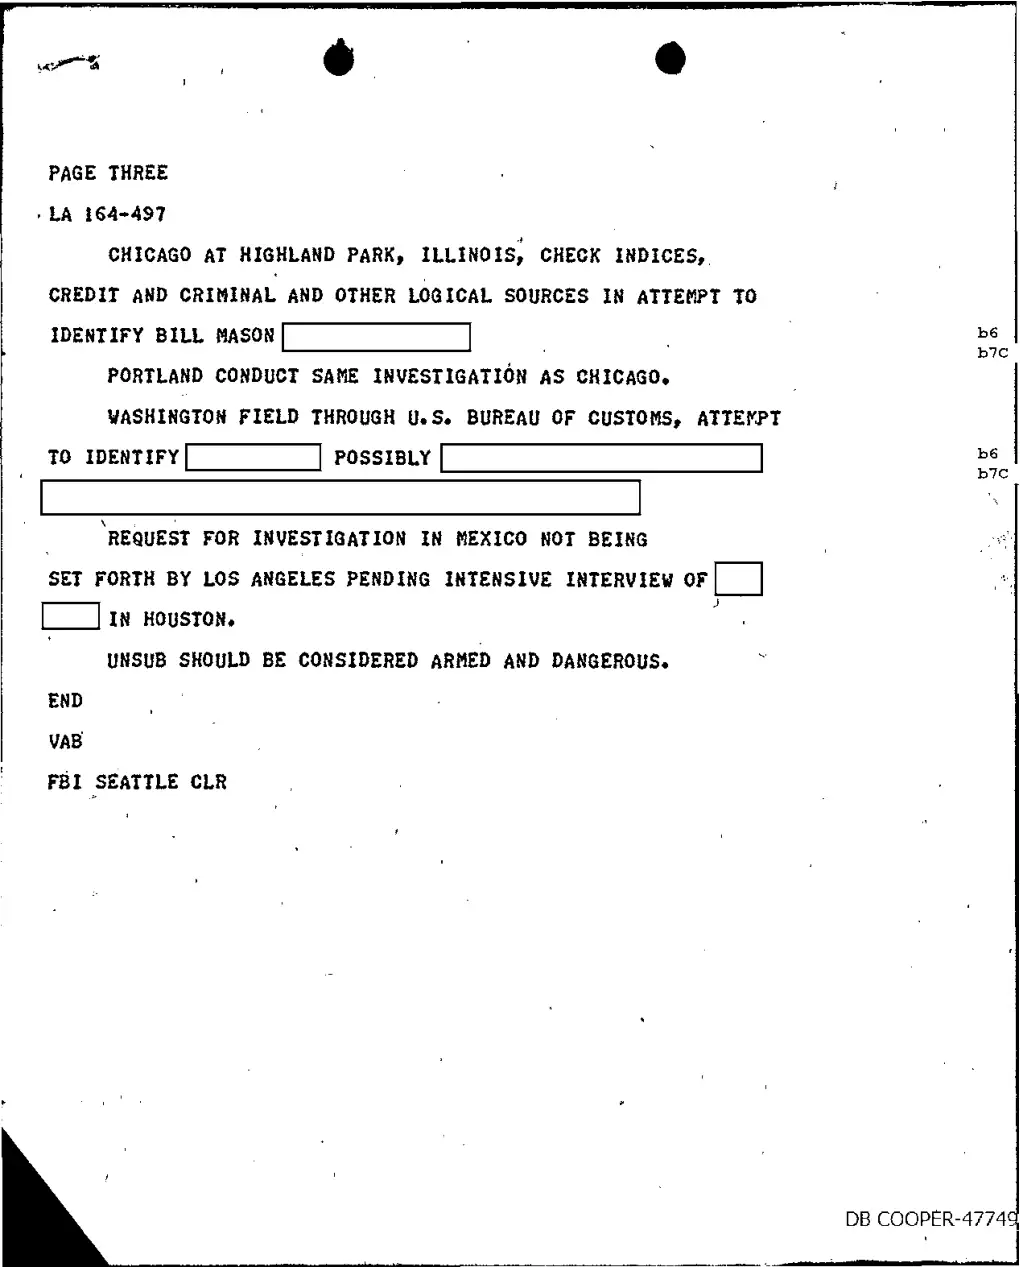 PAGE THREE
LA 164-497
CHICAGO AT HIGHLAND PARK, ILLINOIS, CHECK INDICES,
CREDIT AND CRIMINAL AND OTHER LOGICAL SOURCES IN ATTEMPT TO
IDENTIFY BILL MASON
b6
b7C
PORTLAND CONDUCT SAME INVESTIGATION AS CHICAGO.
WASHINGTON FIELD THROUGH U.S. BUREAU OF CUSTOMS, ATTEMPT
TO IDENTIFY POSSIBLY
b6
b7C
REQUEST FOR INVESTIGATION IN MEXICO NOT BEING
SET FORTH BY LOS ANGELES PENDING INTENSIVE INTERVIEW OF
IN HOUSTON.
UNSUB SHOULD BE CONSIDERED ARMED AND DANGEROUS.
END
VAB
FBI SEATTLE CLR
DB COOPER-47749